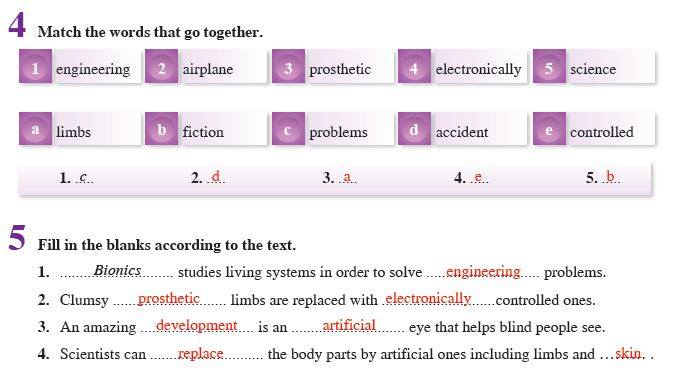 4 Match the words that go together.
1 engineering 2 airplane 3 prosthetic 4 electronically 5 science
a limbs b fiction c problems d accident e controlled
1. .c.. 2. ..d.. 3. ..a.. 4. ..e.. 5. ..b..
5 Fill in the blanks according to the text.
1. .........Bionics........ studies living systems in order to solve .....engineering..... problems.
2. Clumsy ......prosthetic....... limbs are replaced with .electronically......controlled ones.
3. An amazing ....development.... is an .........artificial....... eye that helps blind people see.
4. Scientists can .......replace.......... the body parts by artificial ones including limbs and ...skin. .